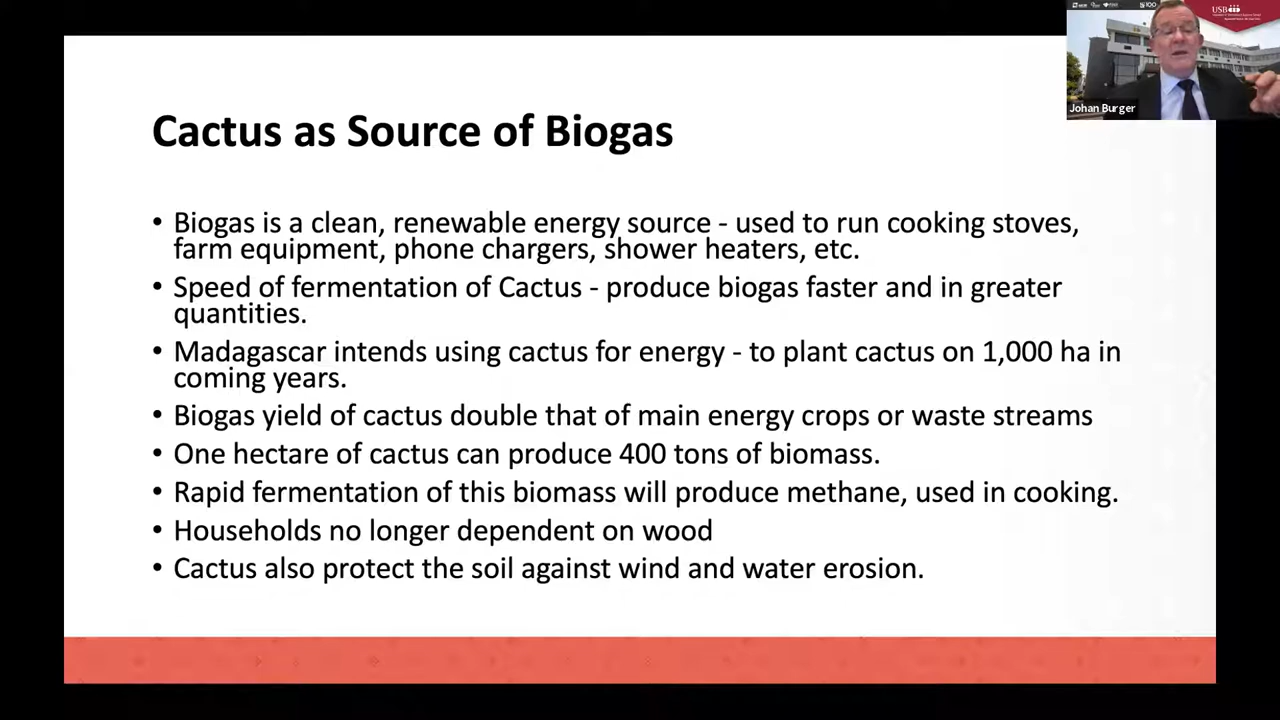 USB
Johan Burger
Cactus as Source of Biogas
• Biogas is a clean, renewable energy source - used to run cooking stoves,
farm equipment, phone chargers, shower heaters, etc.
• Speed of fermentation of Cactus - produce biogas faster and in greater
quantities.
• Madagascar intends using cactus for energy - to plant cactus on 1,000 ha in
coming years.
• Biogas yield of cactus double that of main energy crops or waste streams
• One hectare of cactus can produce 400 tons of biomass.
• Rapid fermentation of this biomass will produce methane, used in cooking.
• Households no longer dependent on wood
• Cactus also protect the soil against wind and water erosion.